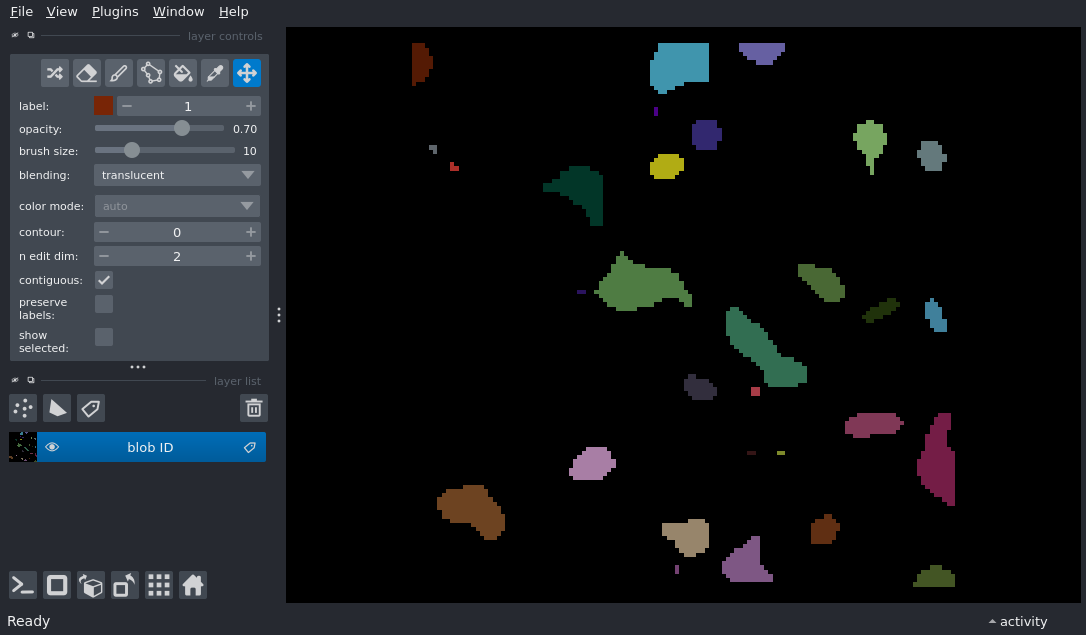 File View Plugins Window Help
layer controls
label: 1
opacity: 0.70
brush size: 10
blending: translucent
color mode: auto
contour: 0
n edit dim: 2
contiguous:
preserve
labels:
show
selected:
layer list
blob ID
Ready
activity